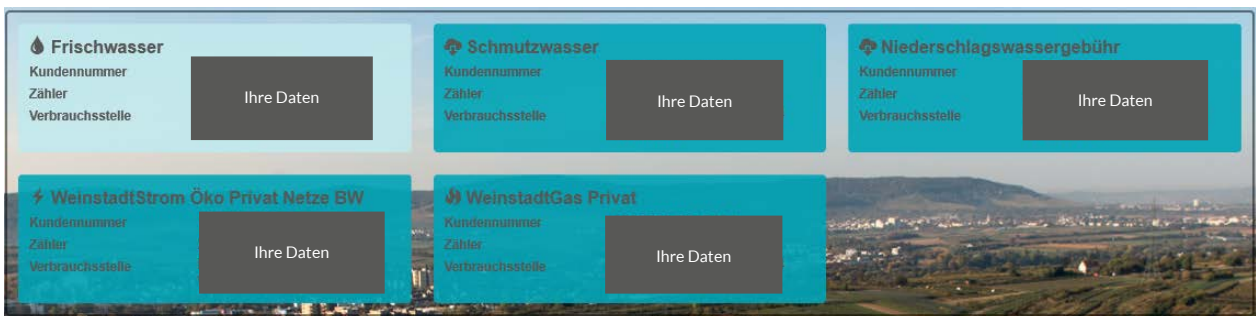 Frischwasser
Kundennummer
Zähler
Verbrauchsstelle
Ihre Daten
Schmutzwasser
Kundennummer
Zähler
Verbrauchsstelle
Ihre Daten
Niederschlagswassergebühr
Kundennummer
Zähler
Verbrauchsstelle
Ihre Daten
WeinstadtStrom Öko Privat Netze BW
Kundennummer
Zähler
Verbrauchsstelle
Ihre Daten
WeinstadtGas Privat
Kundennummer
Zähler
Verbrauchsstelle
Ihre Daten